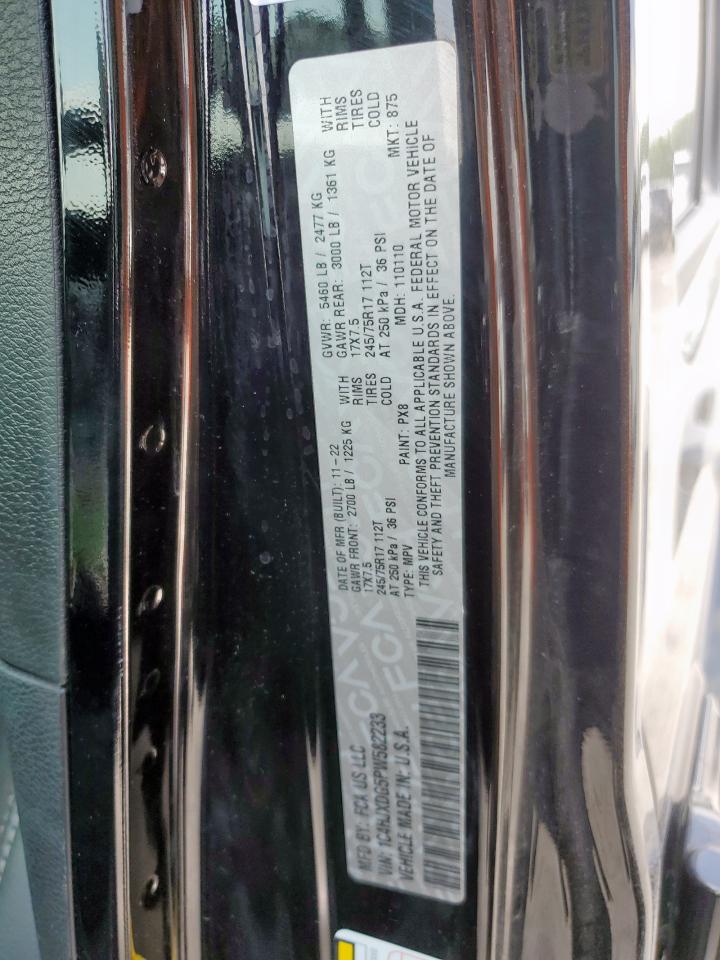 MFD BY: FCA US LLC
DATE OF MFR (BUILT): 11-22
GVWR: 5460 LB / 2477 KG
GAWR FRONT: 2700 LB / 1225 KG WITH
GAWR REAR: 3000 LB / 1361 KG WITH
17X7.5 RIMS
17X7.5 RIMS
245/75R17 112T TIRES
245/75R17 112T TIRES
AT 250 kPa / 36 PSI COLD
AT 250 kPa / 36 PSI COLD
VIN: 1C4HJXDG5PW582233
TYPE: MPV
PAINT: PX8
MDH: 110110
MKT: 875
VEHICLE MADE IN: U.S.A.
THIS VEHICLE CONFORMS TO ALL APPLICABLE U.S.A. FEDERAL MOTOR VEHICLE
SAFETY AND THEFT PREVENTION STANDARDS IN EFFECT ON THE DATE OF
MANUFACTURE SHOWN ABOVE.